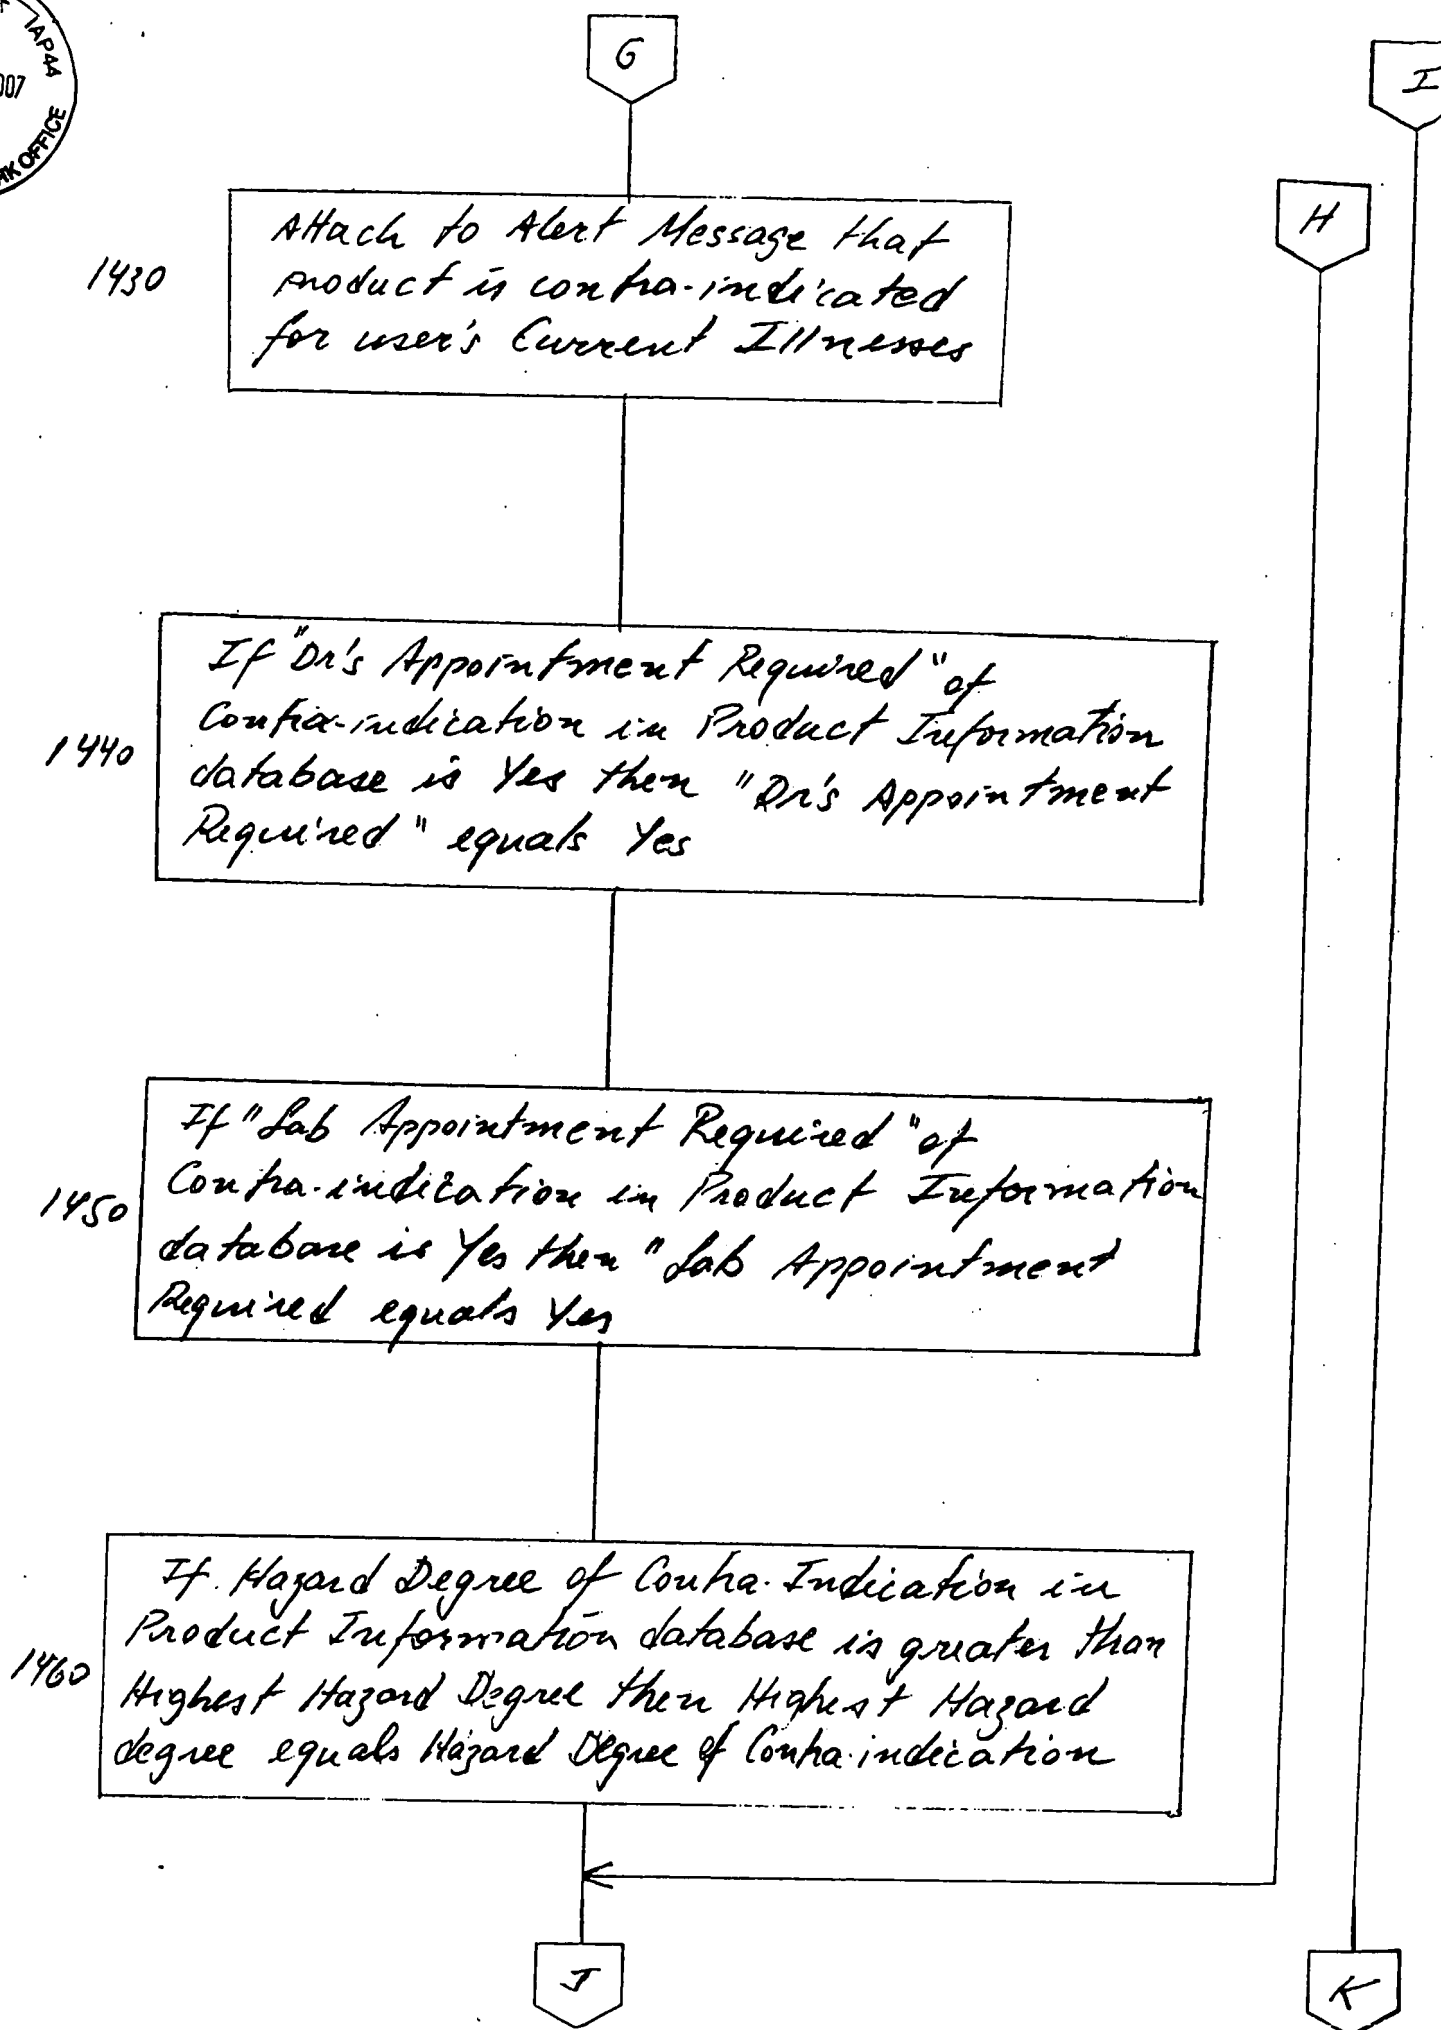 IAP44
007
RK OFFICE
G
I
H
1430
Attach to Alert Message that
product is contra-indicated
for user's Current Illnesses
1440
If "Dr's Appointment Required" of
Contra-indication in Product Information
database is Yes then "Dr's Appointment
Required" equals Yes
1450
If "Lab Appointment Required" of
Contra-indication in Product Information
database is Yes then "Lab Appointment
Required equals Yes
1460
If Hazard Degree of Contra-Indication in
Product Information database is greater than
Highest Hazard Degree then Highest Hazard
degree equals Hazard Degree of Contra-indication
J
K